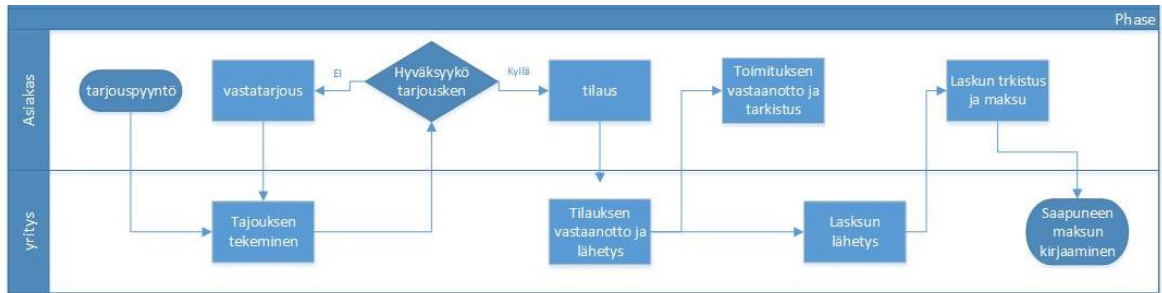 Phase
Asiakas
tarjouspyyntö
vastatarjous
EI
Hyväksyykö
tarjousken
Kyllä
tilaus
Toimituksen
vastaanotto ja
tarkistus
Laskun trkistus
ja maksu
yritys
Tajouksen
tekeminen
Tilauksen
vastaanotto ja
lähetys
Lasksun
lähetys
Saapuneen
maksun
kirjaaminen